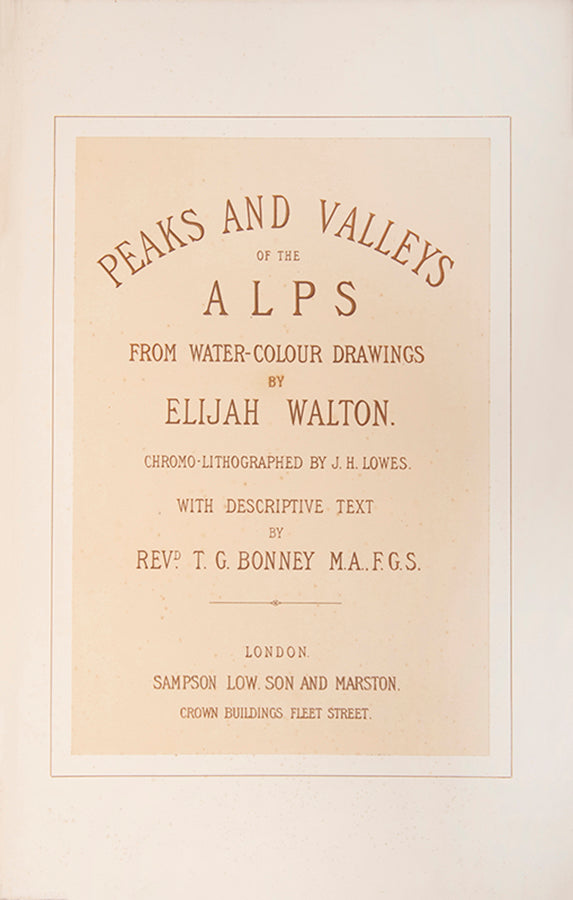 PEAKS AND VALLEYS
OF THE
ALPS
FROM WATER-COLOUR DRAWINGS
BY
ELIJAH WALTON.
CHROMO-LITHOGRAPHED BY J. H. LOWES.
WITH DESCRIPTIVE TEXT
BY
REVD. T. G. BONNEY M.A., F.G.S.
LONDON.
SAMPSON LOW, SON AND MARSTON,
CROWN BUILDINGS, FLEET STREET.